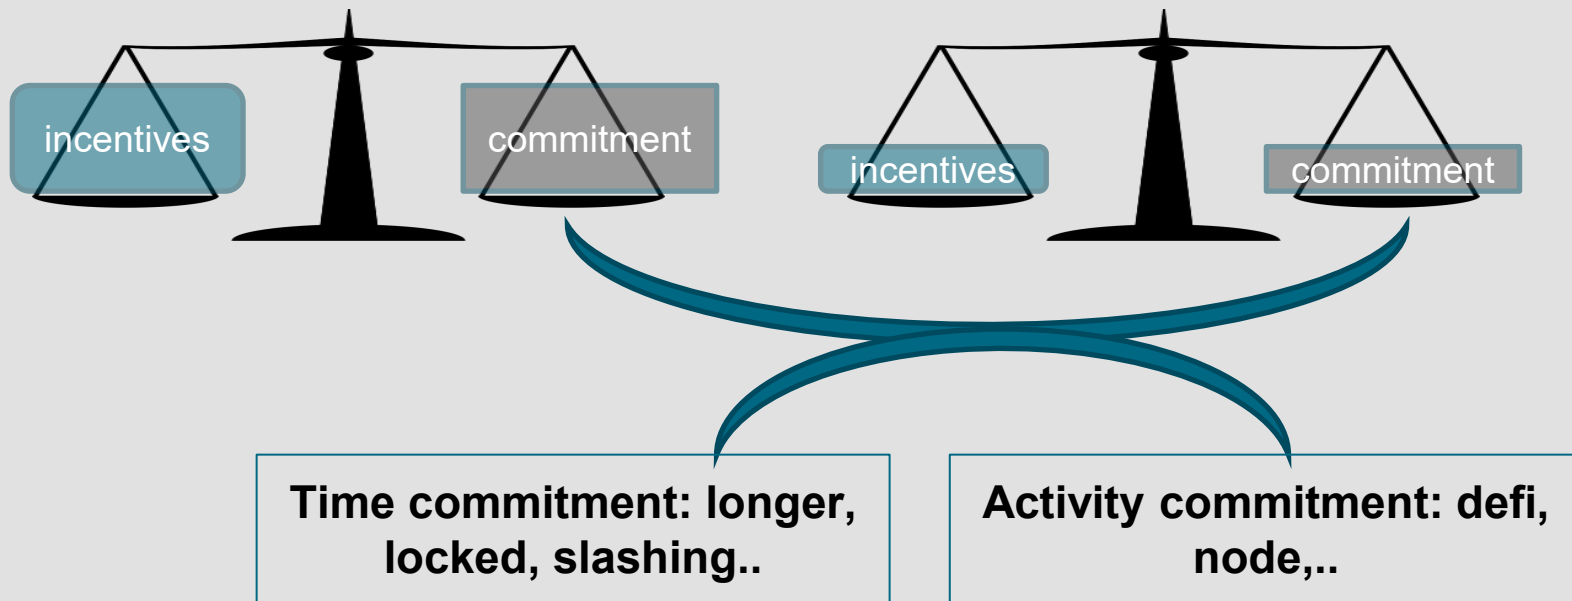 incentives
commitment
incentives
commitment
Time commitment: longer,
locked, slashing..
Activity commitment: defi,
node,..